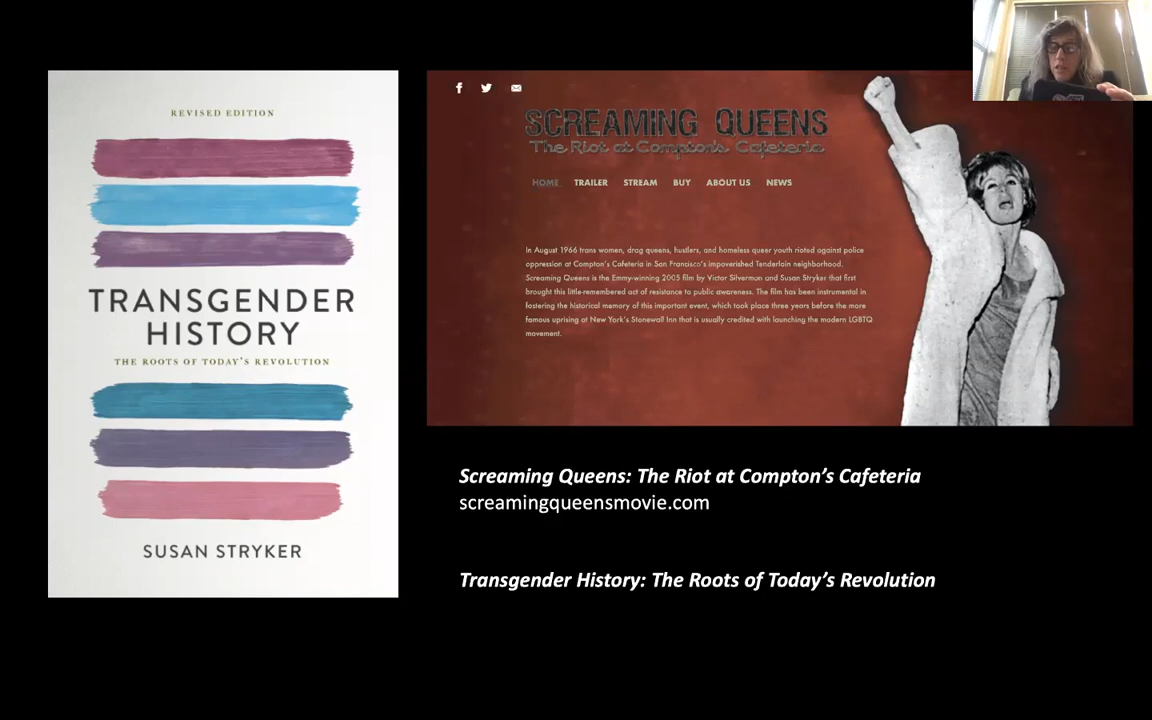 REVISED EDITION
TRANSGENDER
HISTORY
THE ROOTS OF TODAY'S REVOLUTION
SUSAN STRYKER
SCREAMING QUEENS
The Riot at Compton's Cafeteria
HOME TRAILER STREAM BUY ABOUT US NEWS
In August 1966 trans women, drag queens, hustlers, and homeless queer youth rioted against police
oppression at Compton's Cafeteria in San Francisco's impoverished Tenderloin neighborhood.
Screaming Queens is the Emmy-winning 2005 film by Victor Silverman and Susan Stryker that first
brought this little-remembered act of resistance to public awareness. The film has been instrumental in
fostering the historical memory of this important event, which took place three years before the more
famous uprising at New York's Stonewall Inn that is usually credited with launching the modern LGBTQ
movement.
Screaming Queens: The Riot at Compton's Cafeteria
screamingqueensmovie.com
Transgender History: The Roots of Today's Revolution